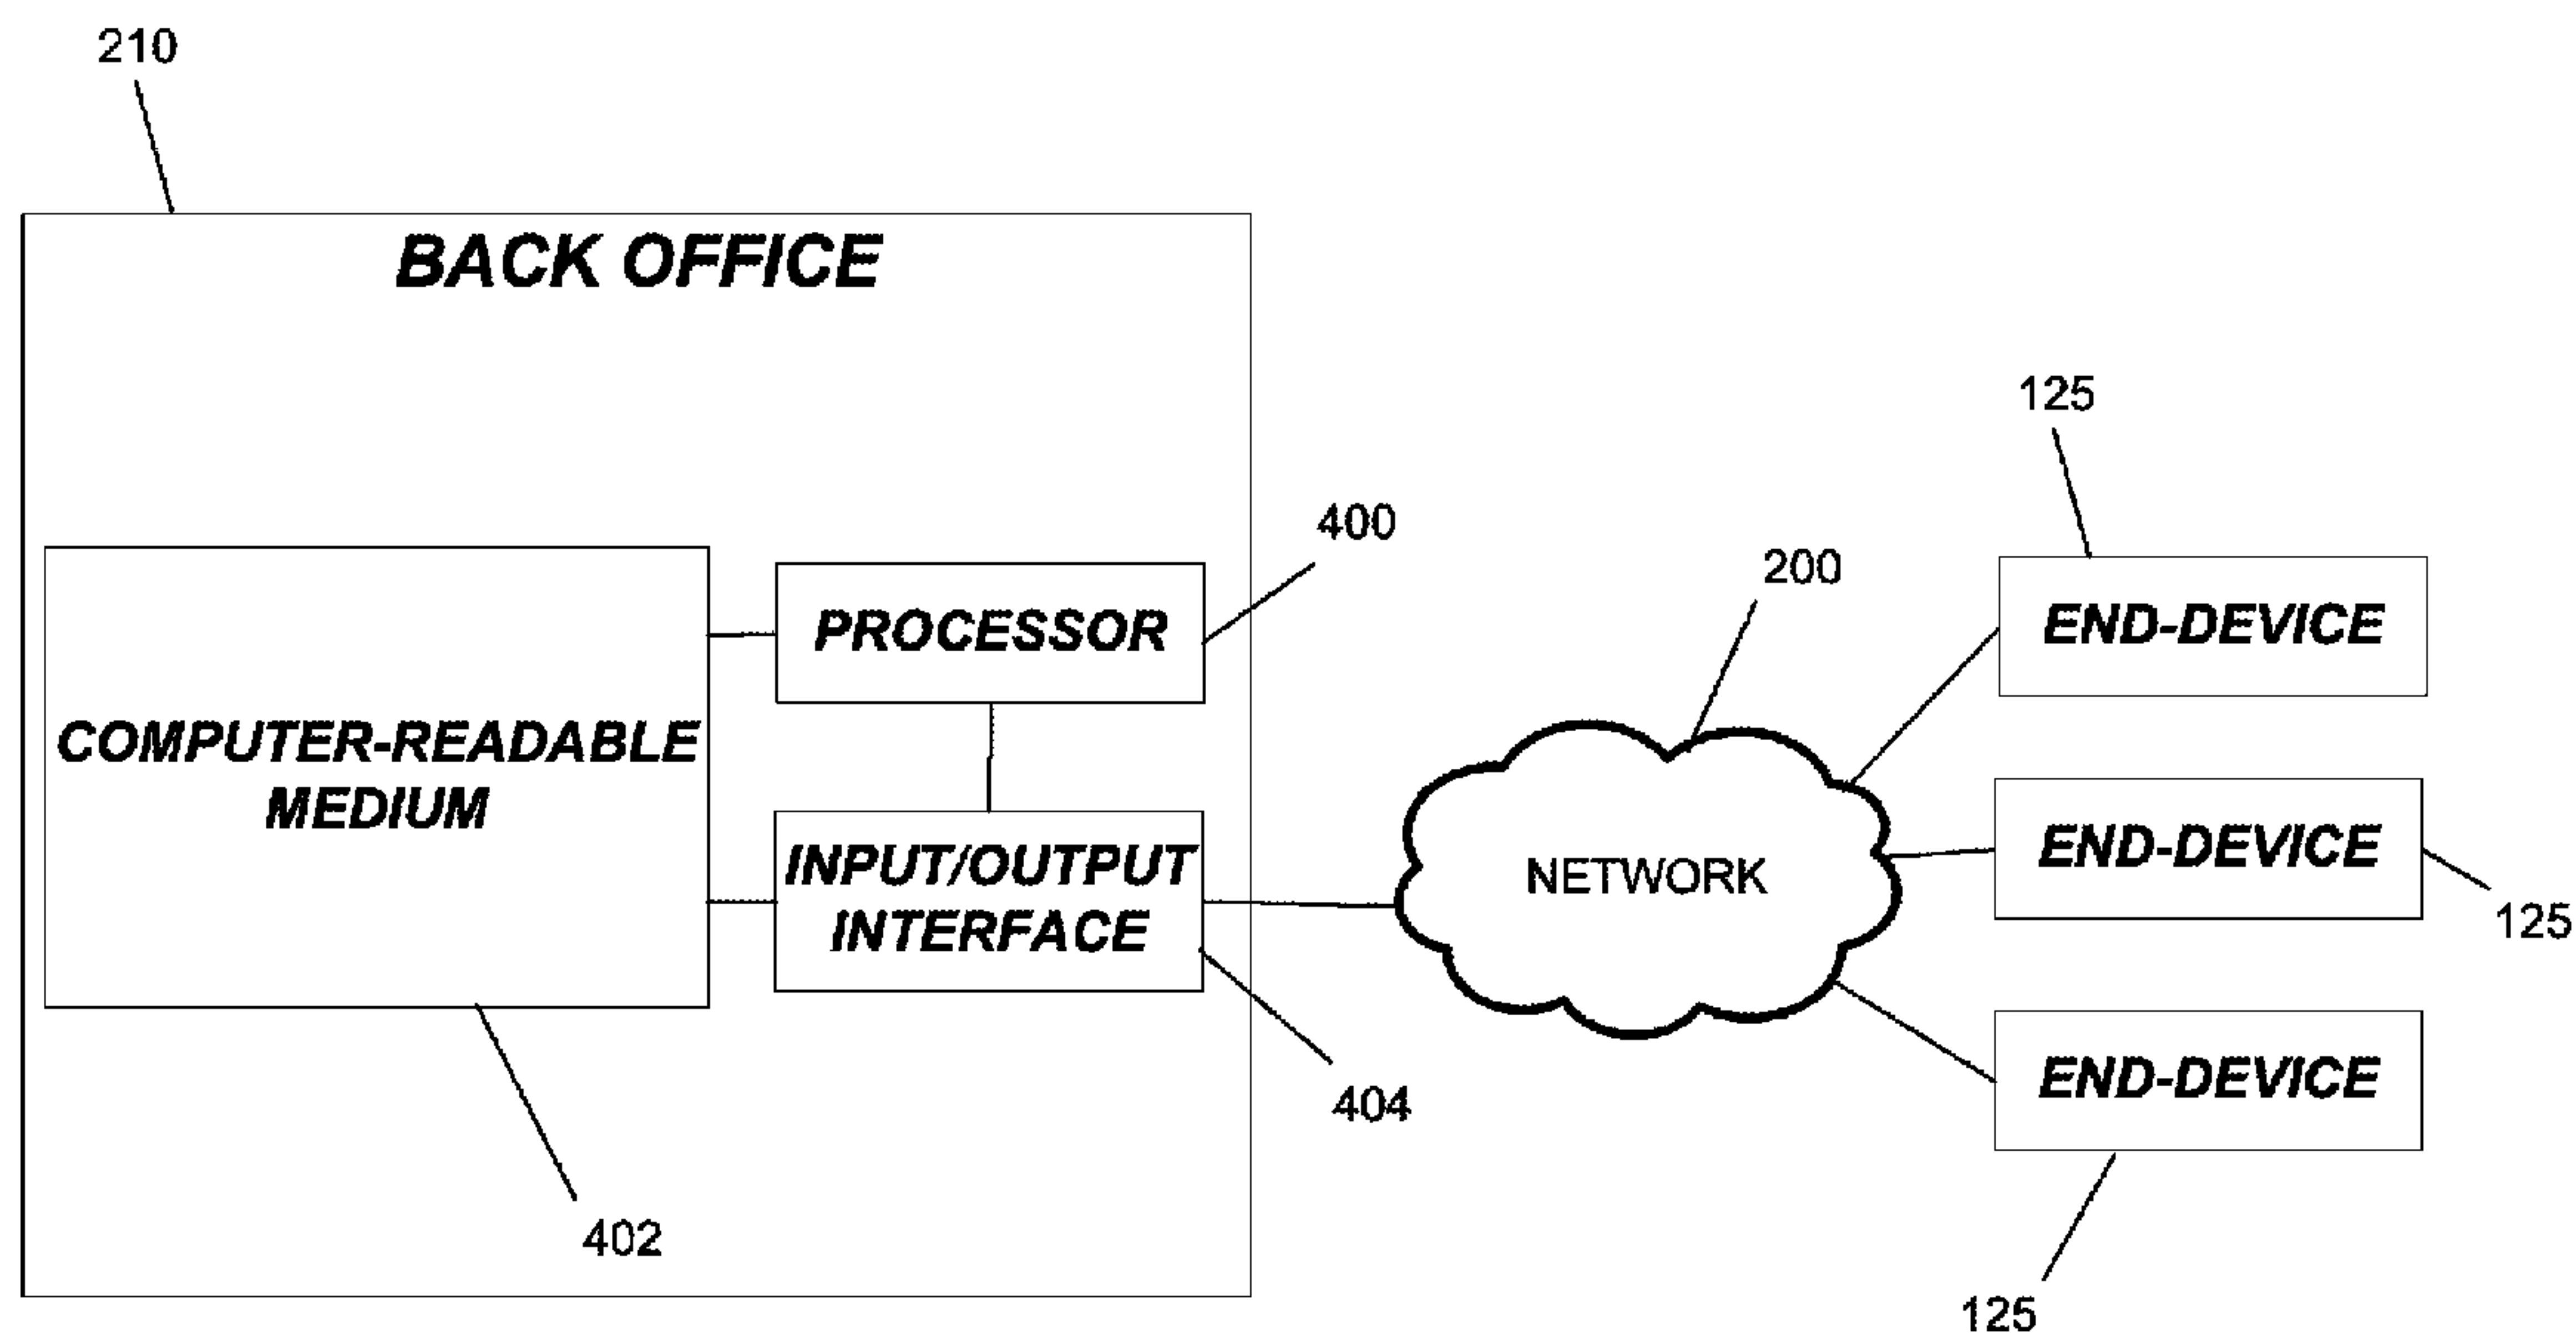 210
BACK OFFICE
125
400
200
PROCESSOR
END-DEVICE
COMPUTER-READABLE
MEDIUM
INPUT/OUTPUT
INTERFACE
NETWORK
END-DEVICE
125
404
END-DEVICE
402
125